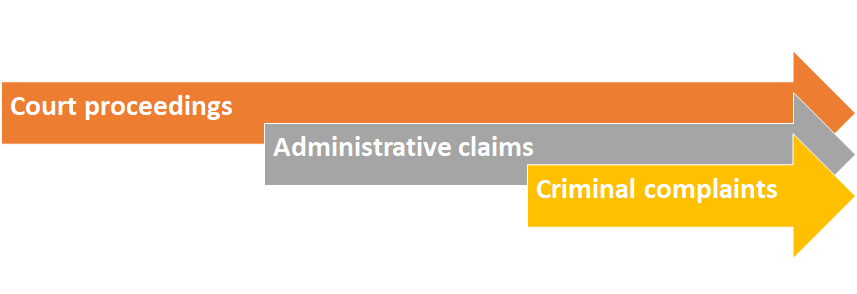 Court proceedings
Administrative claims
Criminal complaints